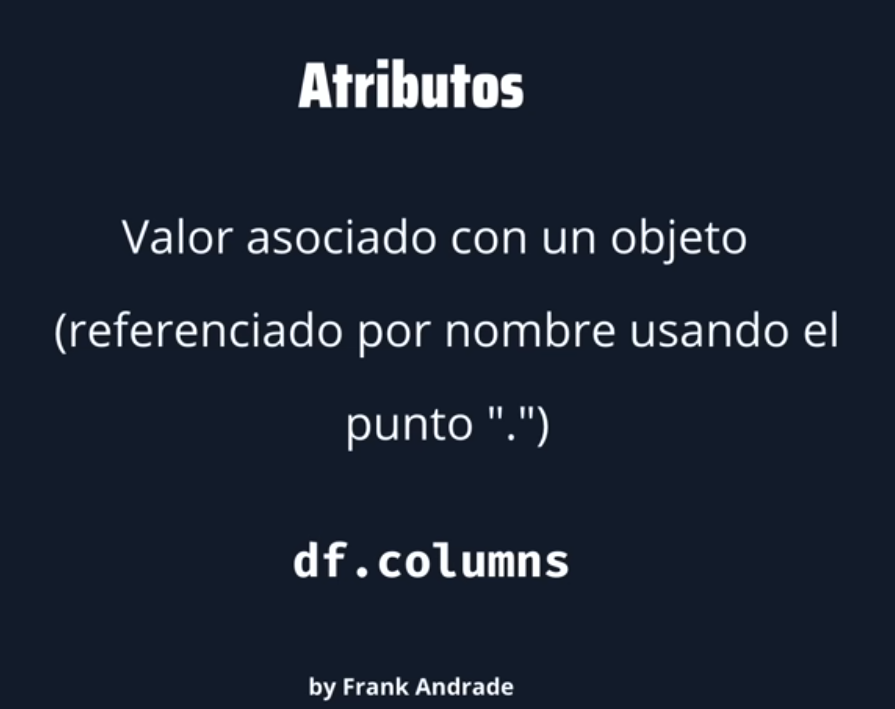 Atributos
Valor asociado con un objeto
(referenciado por nombre usando el
punto ".")
df.columns
by Frank Andrade